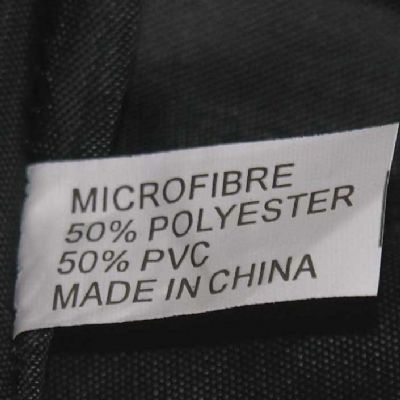 MICROFIBRE
50% POLYESTER
50% PVC
MADE IN CHINA